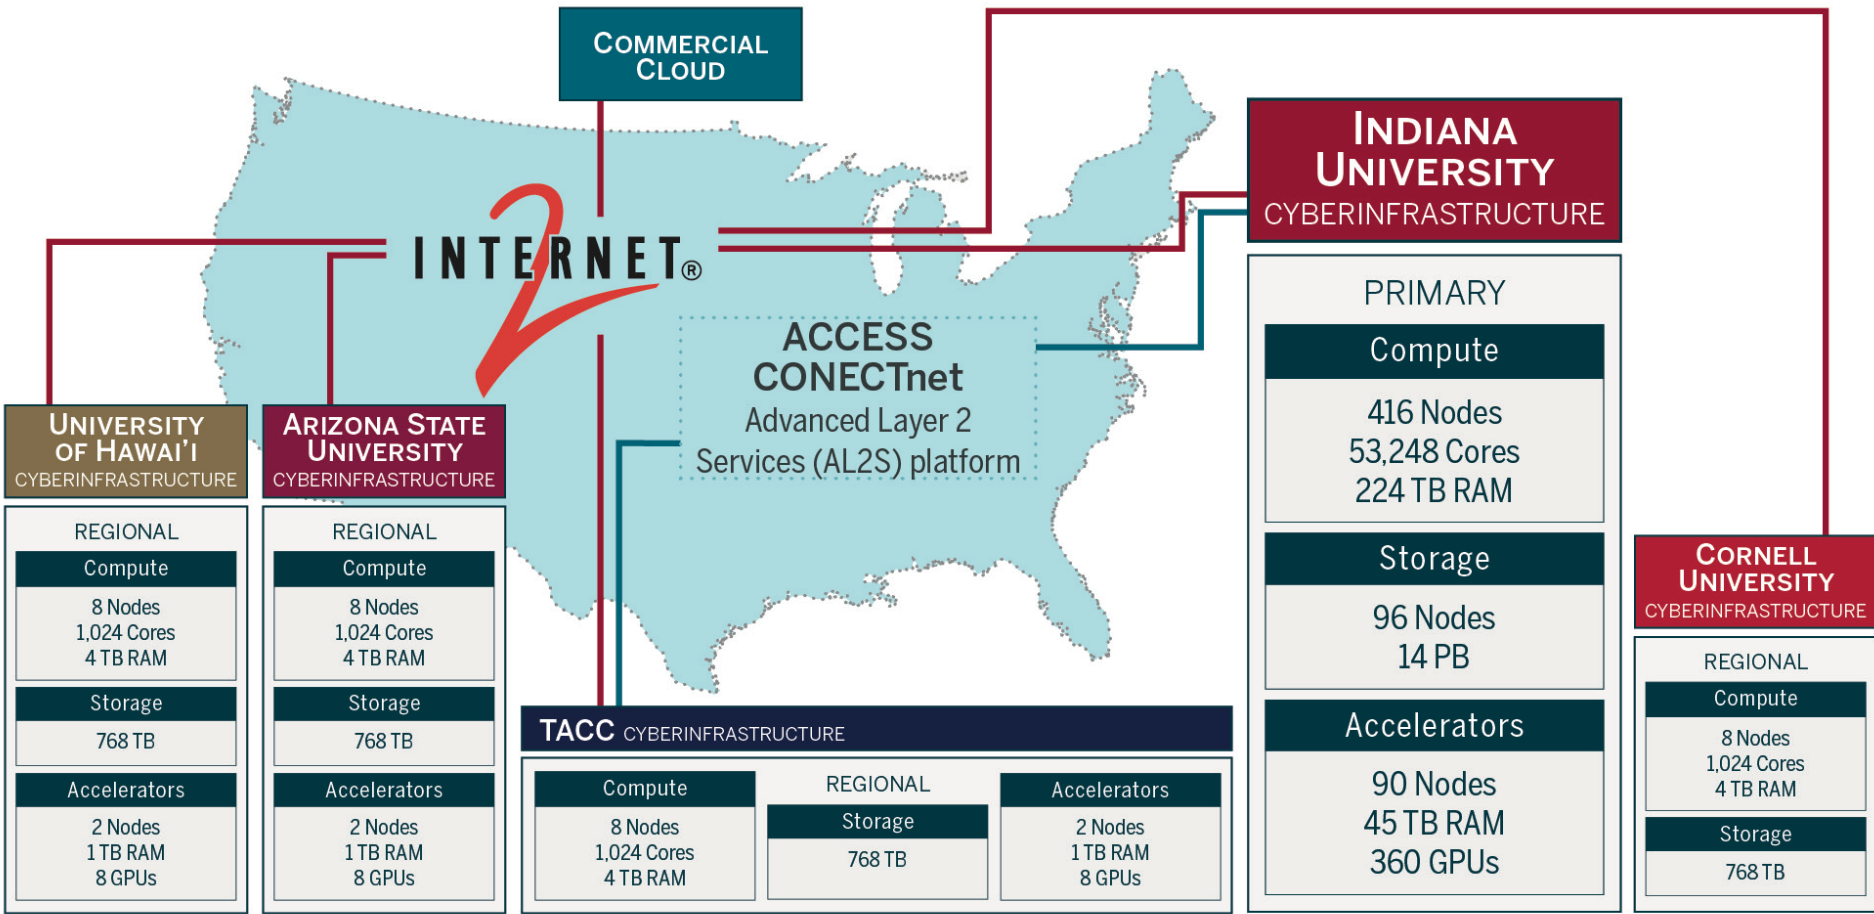 COMMERCIAL
CLOUD
INTERNET®
2
ACCESS
CONECTnet
Advanced Layer 2
Services (AL2S) platform
UNIVERSITY
OF HAWAI'I
CYBERINFRASTRUCTURE
REGIONAL
Compute
8 Nodes
1,024 Cores
4 TB RAM
Storage
768 TB
Accelerators
2 Nodes
1 TB RAM
8 GPUs
ARIZONA STATE
UNIVERSITY
CYBERINFRASTRUCTURE
REGIONAL
Compute
8 Nodes
1,024 Cores
4 TB RAM
Storage
768 TB
Accelerators
2 Nodes
1 TB RAM
8 GPUs
TACC CYBERINFRASTRUCTURE
REGIONAL
Compute
8 Nodes
1,024 Cores
4 TB RAM
Storage
768 TB
Accelerators
2 Nodes
1 TB RAM
8 GPUs
INDIANA
UNIVERSITY
CYBERINFRASTRUCTURE
PRIMARY
Compute
416 Nodes
53,248 Cores
224 TB RAM
Storage
96 Nodes
14 PB
Accelerators
90 Nodes
45 TB RAM
360 GPUs
CORNELL
UNIVERSITY
CYBERINFRASTRUCTURE
REGIONAL
Compute
8 Nodes
1,024 Cores
4 TB RAM
Storage
768 TB